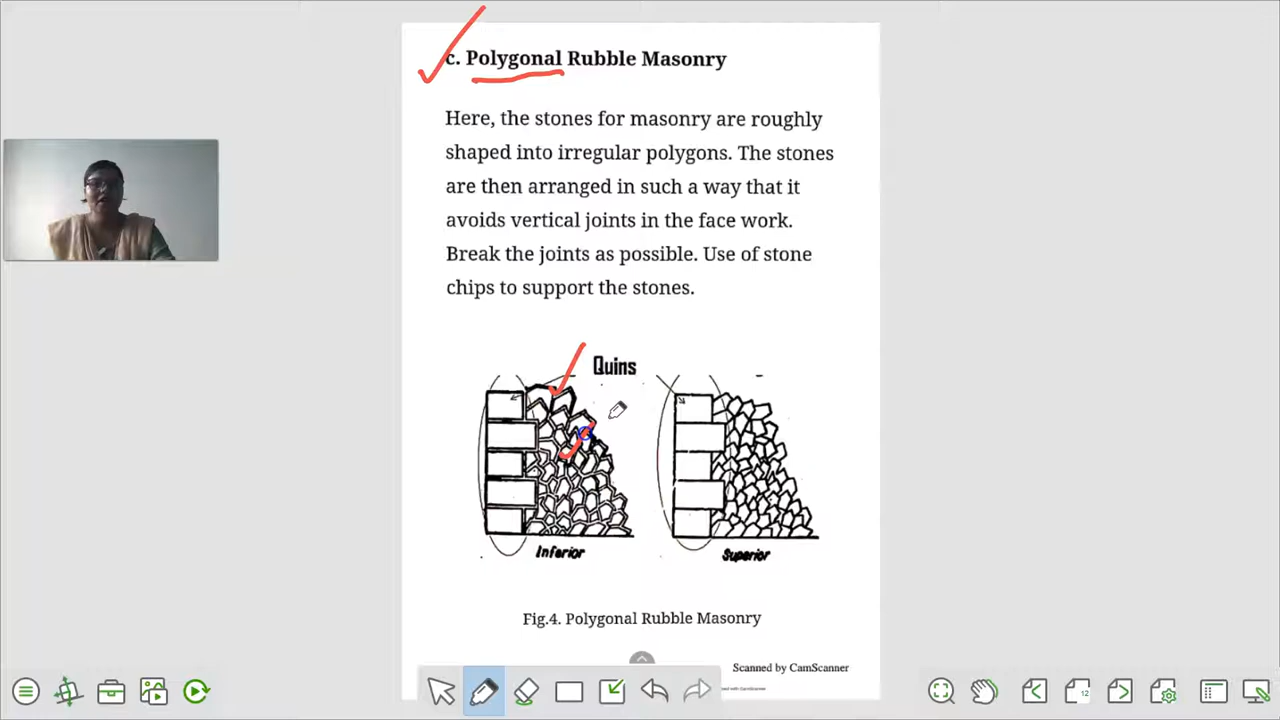 c. Polygonal Rubble Masonry
Here, the stones for masonry are roughly
shaped into irregular polygons. The stones
are then arranged in such a way that it
avoids vertical joints in the face work.
Break the joints as possible. Use of stone
chips to support the stones.
Quins
Inferior
Superior
Fig.4. Polygonal Rubble Masonry
Scanned by CamScanner
12